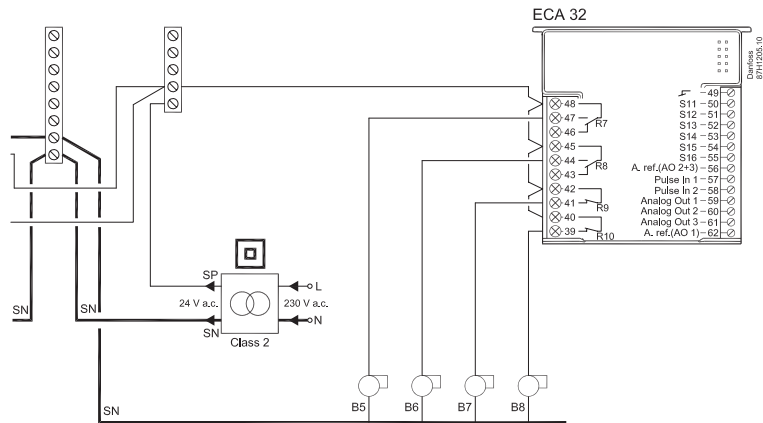 ECA 32
Danfoss
87H1205.10
48
47
46
R7
45
44
R8
43
42
41
R9
40
39
R10
49
S11 – 50
S12 – 51
S13 – 52
S14 – 53
S15 – 54
S16 – 55
A. ref.(AO 2+3) – 56
Pulse In 1 – 57
Pulse In 2 – 58
Analog Out 1 – 59
Analog Out 2 – 60
Analog Out 3 – 61
A. ref.(AO 1) – 62
SP
L
24 V a.c.
230 V a.c.
SN
SN
SN
N
Class 2
B5
B6
B7
B8
SN